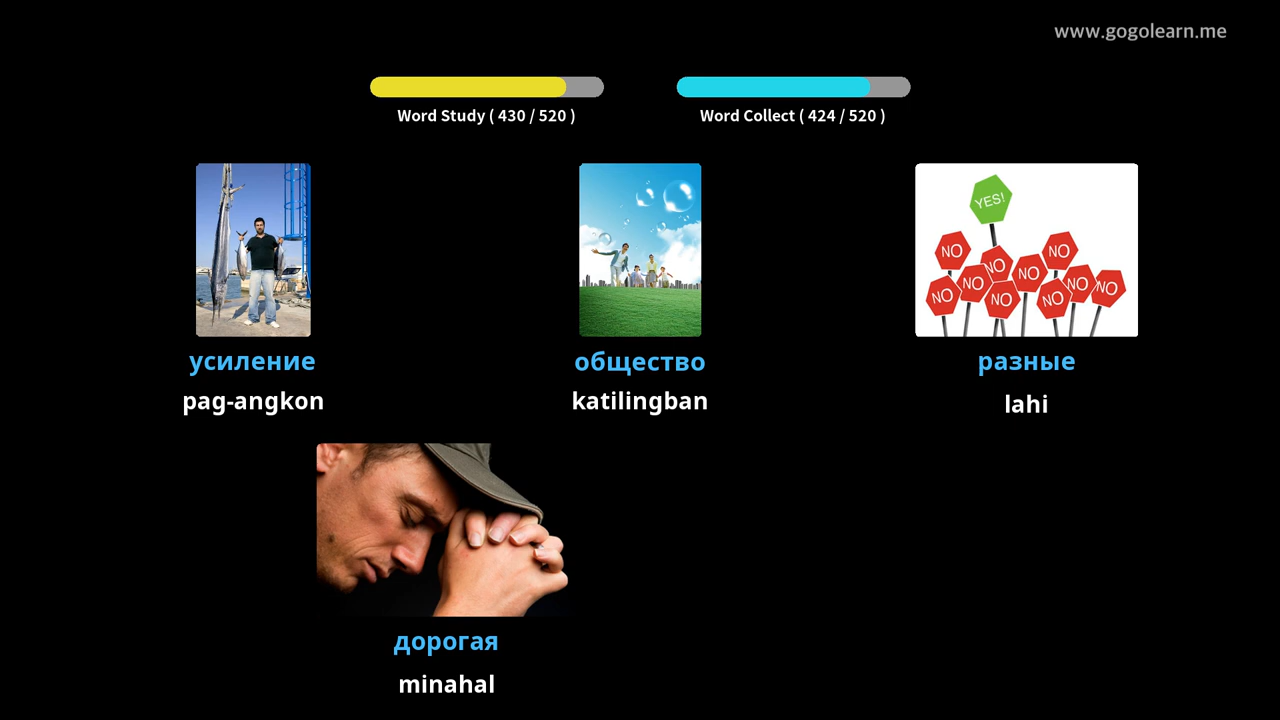 www.gogolearn.me
Word Study ( 430 / 520 )
Word Collect ( 424 / 520 )
YES!
NO
NO
NO
NO
NO
NO
NO
NO
NO
NO
усиление
pag-angkon
общество
katilingban
разные
lahi
дорогая
minahal